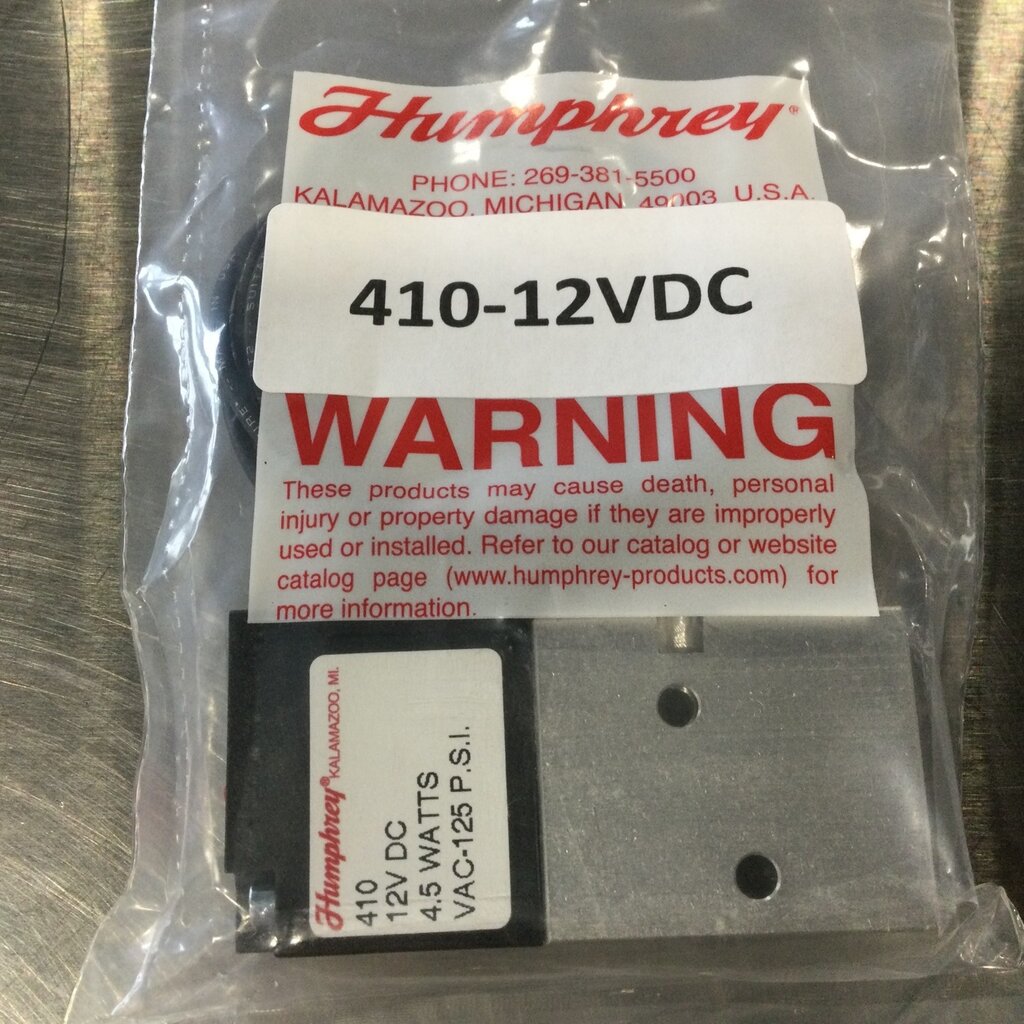 Humphrey®
PHONE: 269-381-5500
KALAMAZOO, MICHIGAN 49003 U.S.A.
410-12VDC
WARNING
These products may cause death, personal
injury or property damage if they are improperly
used or installed. Refer to our catalog or website
catalog page (www.humphrey-products.com) for
more information.
Humphrey® KALAMAZOO, MI.
410
12V DC
4.5 WATTS
VAC-125 P.S.I.